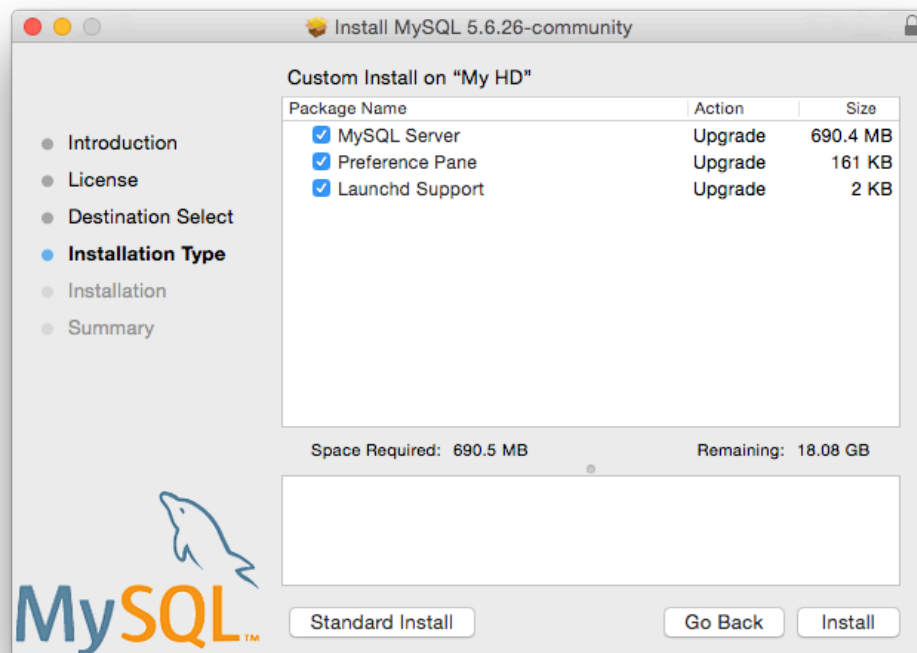 Install MySQL 5.6.26-community
Custom Install on “My HD”
Package Name Action Size
MySQL Server Upgrade 690.4 MB
Preference Pane Upgrade 161 KB
Launchd Support Upgrade 2 KB
Introduction
License
Destination Select
Installation Type
Installation
Summary
Space Required: 690.5 MB Remaining: 18.08 GB
MySQL™
Standard Install Go Back Install